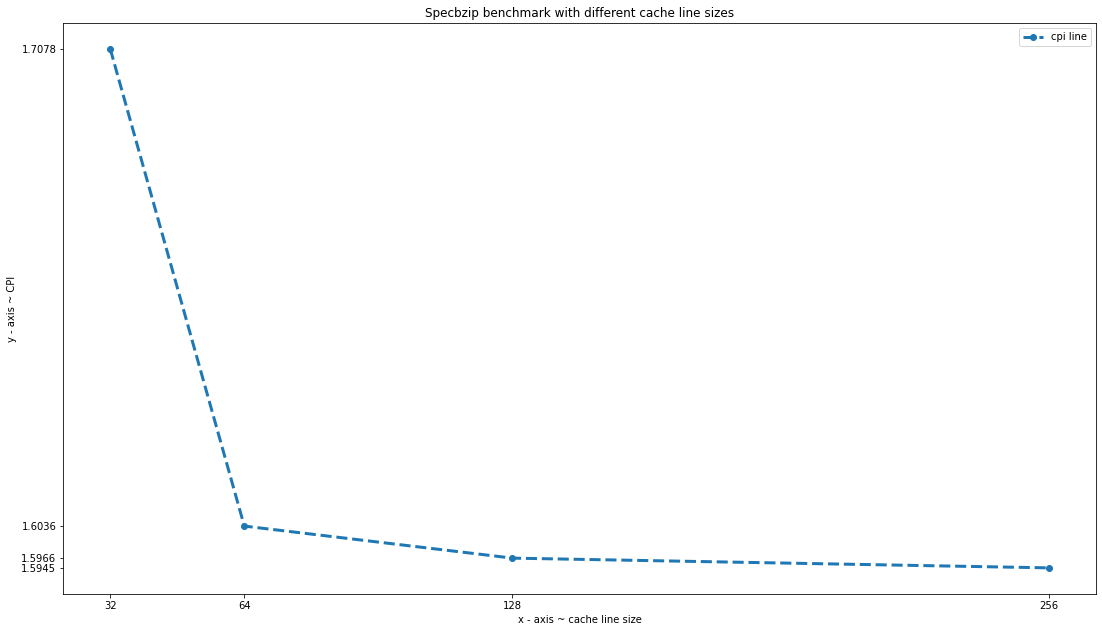 Specbzip benchmark with different cache line sizes
cpi line
y - axis ~ CPI
1.7078
1.6036
1.5966
1.5945
32 64 128 256
x - axis ~ cache line size